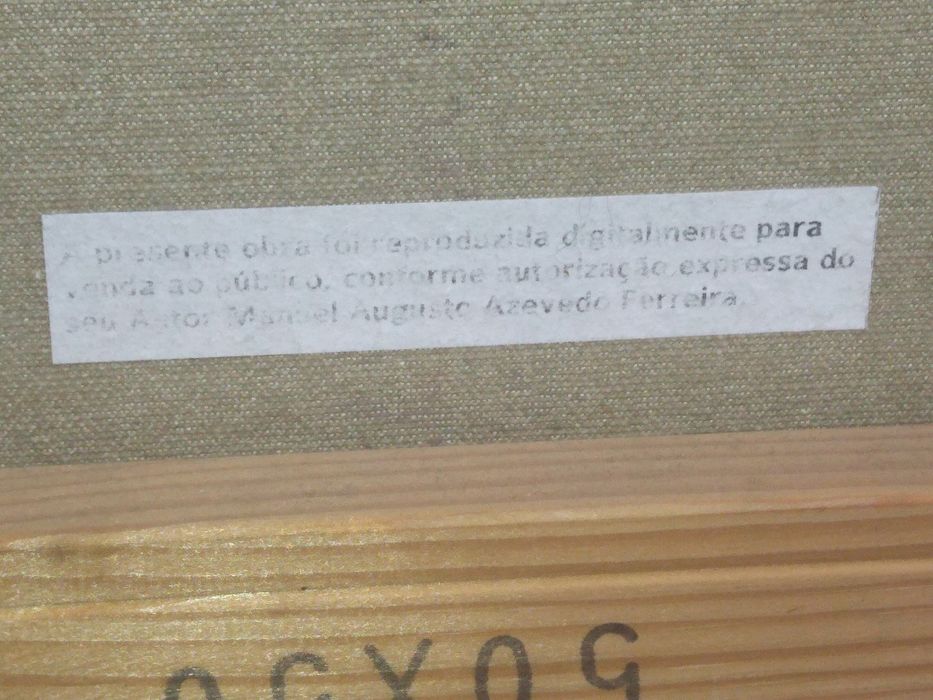 A presente obra foi reproduzida digitalmente para
venda ao público, conforme autorização expressa do
seu Autor Manuel Augusto Azevedo Ferreira.